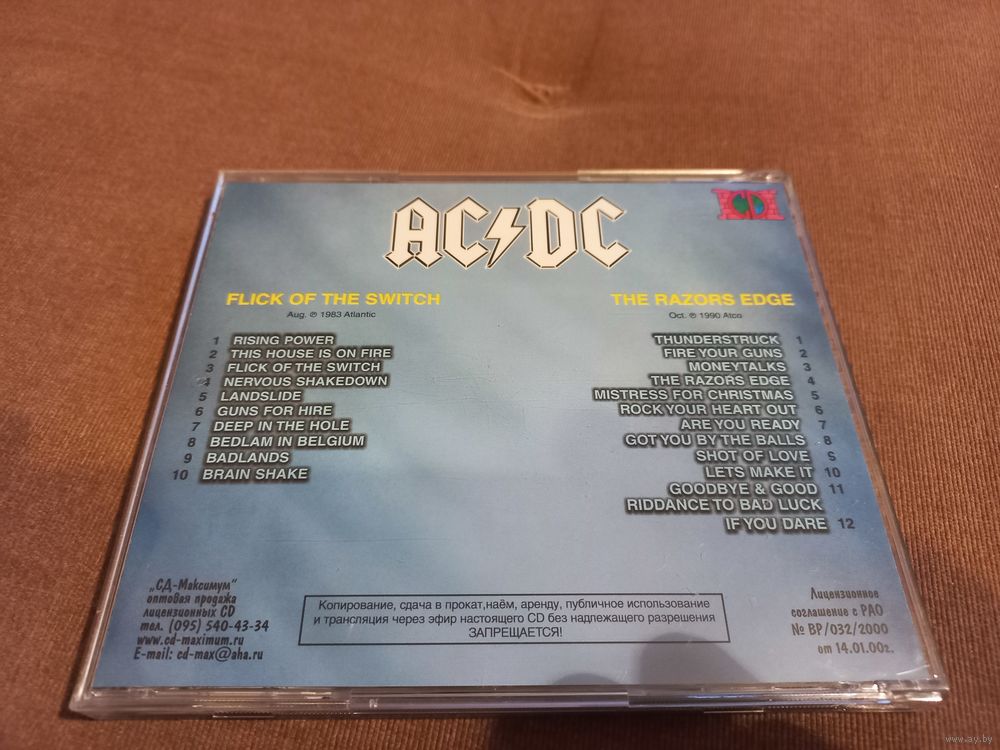 AC DC
CD
FLICK OF THE SWITCH
Aug. ℗ 1983 Atlantic
1 RISING POWER
2 THIS HOUSE IS ON FIRE
3 FLICK OF THE SWITCH
4 NERVOUS SHAKEDOWN
5 LANDSLIDE
6 GUNS FOR HIRE
7 DEEP IN THE HOLE
8 BEDLAM IN BELGIUM
9 BADLANDS
10 BRAIN SHAKE
THE RAZORS EDGE
Oct. ℗ 1990 Atco
THUNDERSTRUCK 1
FIRE YOUR GUNS 2
MONEYTALKS 3
THE RAZORS EDGE 4
MISTRESS FOR CHRISTMAS 5
ROCK YOUR HEART OUT 6
ARE YOU READY 7
GOT YOU BY THE BALLS 8
SHOT OF LOVE 9
LETS MAKE IT 10
GOODBYE & GOOD 11
RIDDANCE TO BAD LUCK
IF YOU DARE 12
„СД-Максимум"
оптовая продажа
лицензионных CD
тел. (095) 540-43-34
www.cd-maximum.ru
E-mail: cd-max@aha.ru
Копирование, сдача в прокат,наём, аренду, публичное использование
и трансляция через эфир настоящего CD без надлежащего разрешения
ЗАПРЕЩАЕТСЯ!
Лицензионное
соглашение с РАО
№ ВР/032/2000
от 14.01.00г.
www.ay.by